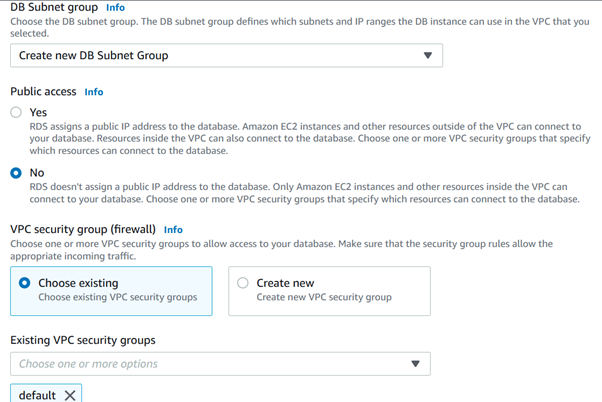 DB Subnet group Info
Choose the DB subnet group. The DB subnet group defines which subnets and IP ranges the DB instance can use in the VPC that you
selected.
Create new DB Subnet Group
Public access Info
Yes
RDS assigns a public IP address to the database. Amazon EC2 instances and other resources outside of the VPC can connect to
your database. Resources inside the VPC can also connect to the database. Choose one or more VPC security groups that specify
which resources can connect to the database.
No
RDS doesn't assign a public IP address to the database. Only Amazon EC2 instances and other resources inside the VPC can
connect to your database. Choose one or more VPC security groups that specify which resources can connect to the database.
VPC security group (firewall) Info
Choose one or more VPC security groups to allow access to your database. Make sure that the security group rules allow the
appropriate incoming traffic.
Choose existing
Choose existing VPC security groups
Create new
Create new VPC security group
Existing VPC security groups
Choose one or more options
default